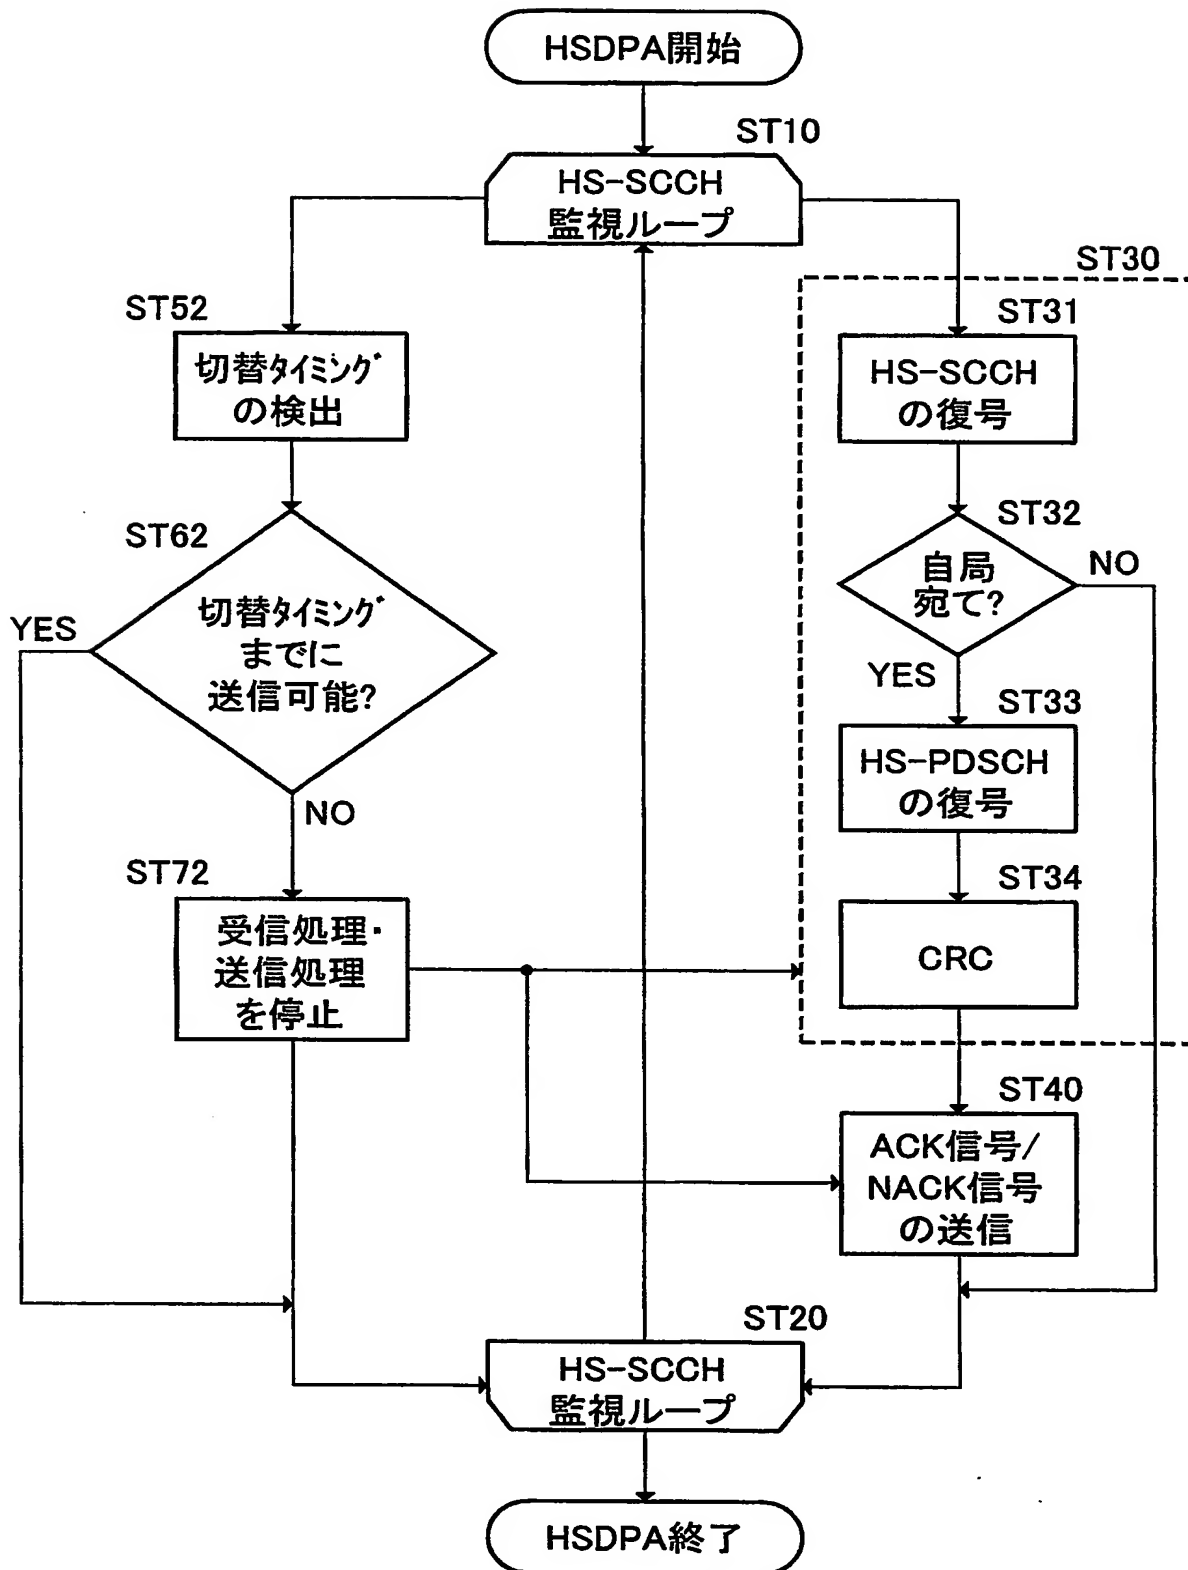 HSDPA開始
ST10
HS-SCCH
監視ループ
ST30
ST52
切替タイミング
の検出
ST31
HS-SCCH
の復号
ST62
切替タイミング
までに
送信可能?
YES
NO
ST32
自局
宛て?
NO
YES
ST33
HS-PDSCH
の復号
ST72
受信処理・
送信処理
を停止
ST34
CRC
ST40
ACK信号/
NACK信号
の送信
ST20
HS-SCCH
監視ループ
HSDPA終了